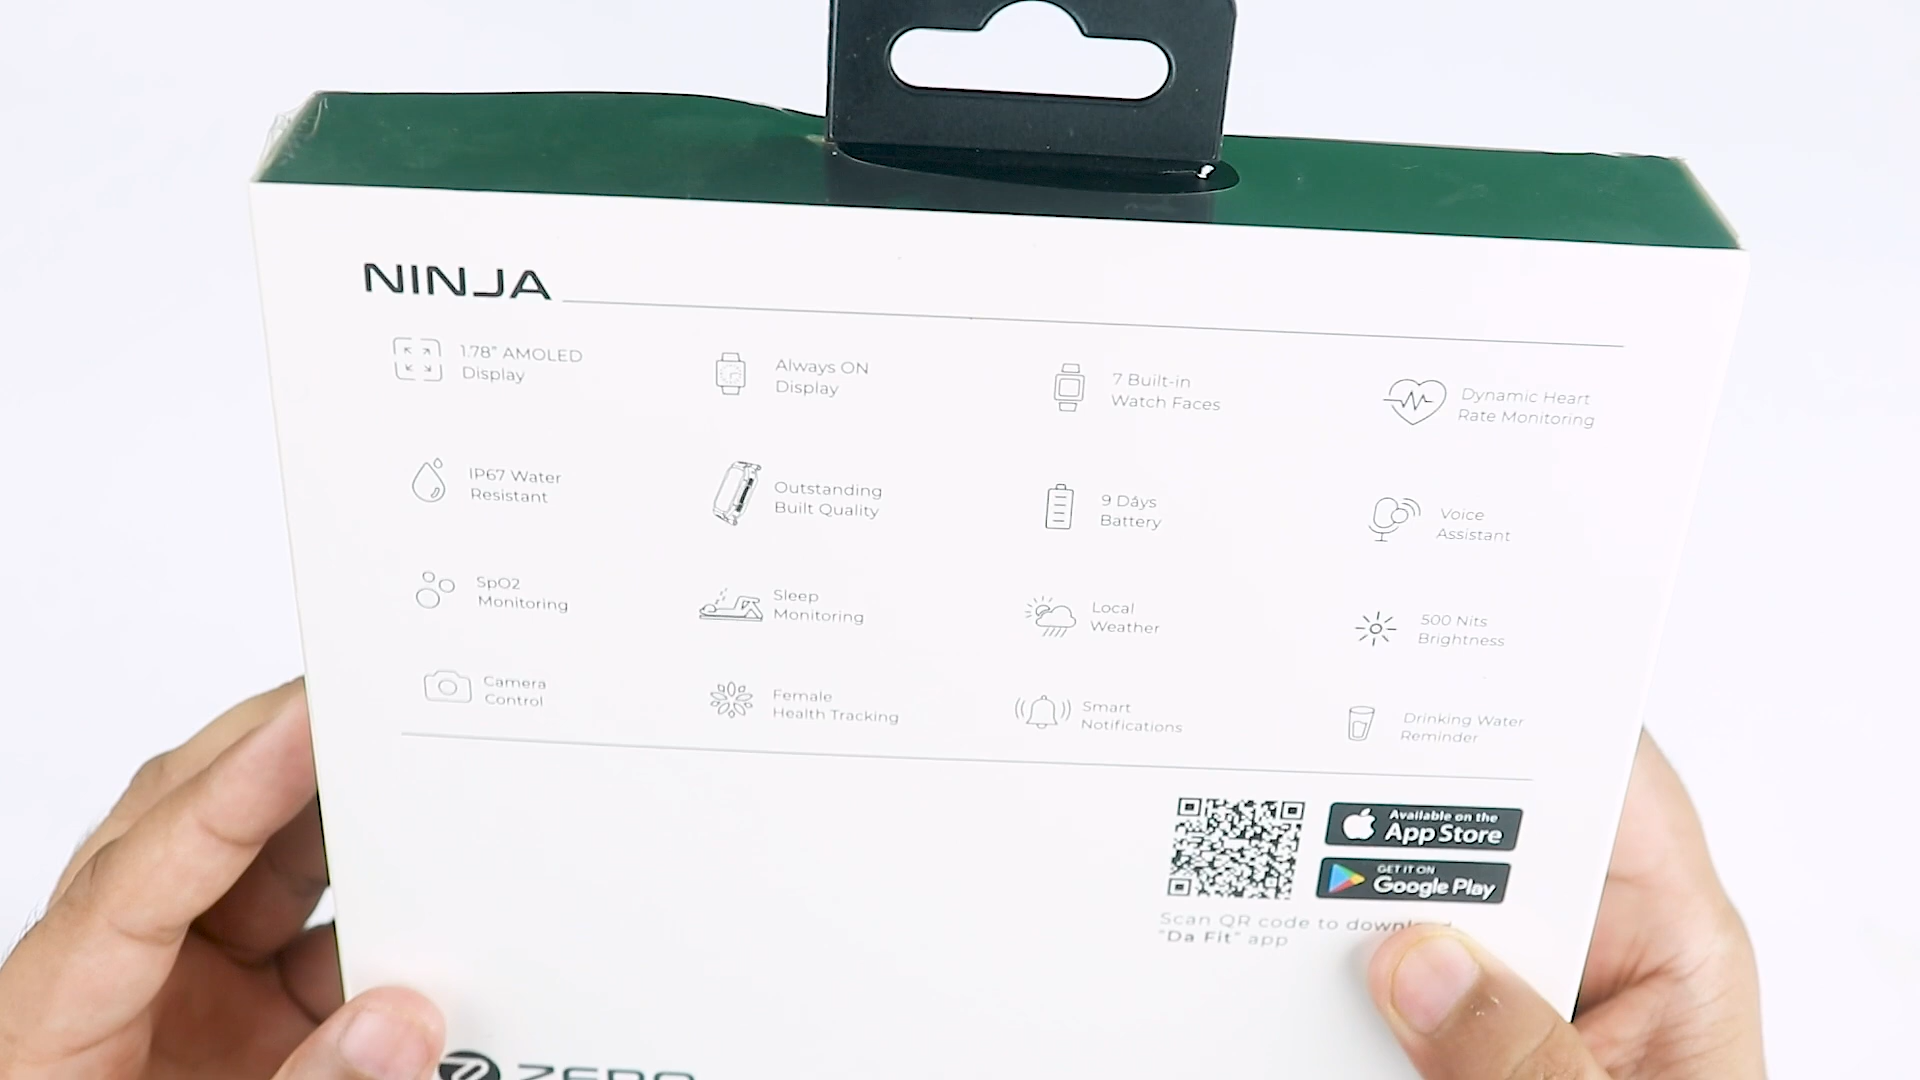 NINJA
1.78" AMOLED
Display
Always ON
Display
7 Built-in
Watch Faces
Dynamic Heart
Rate Monitoring
IP67 Water
Resistant
Outstanding
Built Quality
9 Dáys
Battery
Voice
Assistant
SpO2
Monitoring
Sleep
Monitoring
Local
Weather
500 Nits
Brightness
Camera
Control
Female
Health Tracking
Smart
Notifications
Drinking Water
Reminder
Available on the
App Store
GET IT ON
Google Play
Scan QR code to
"Da Fit" app
ZERO